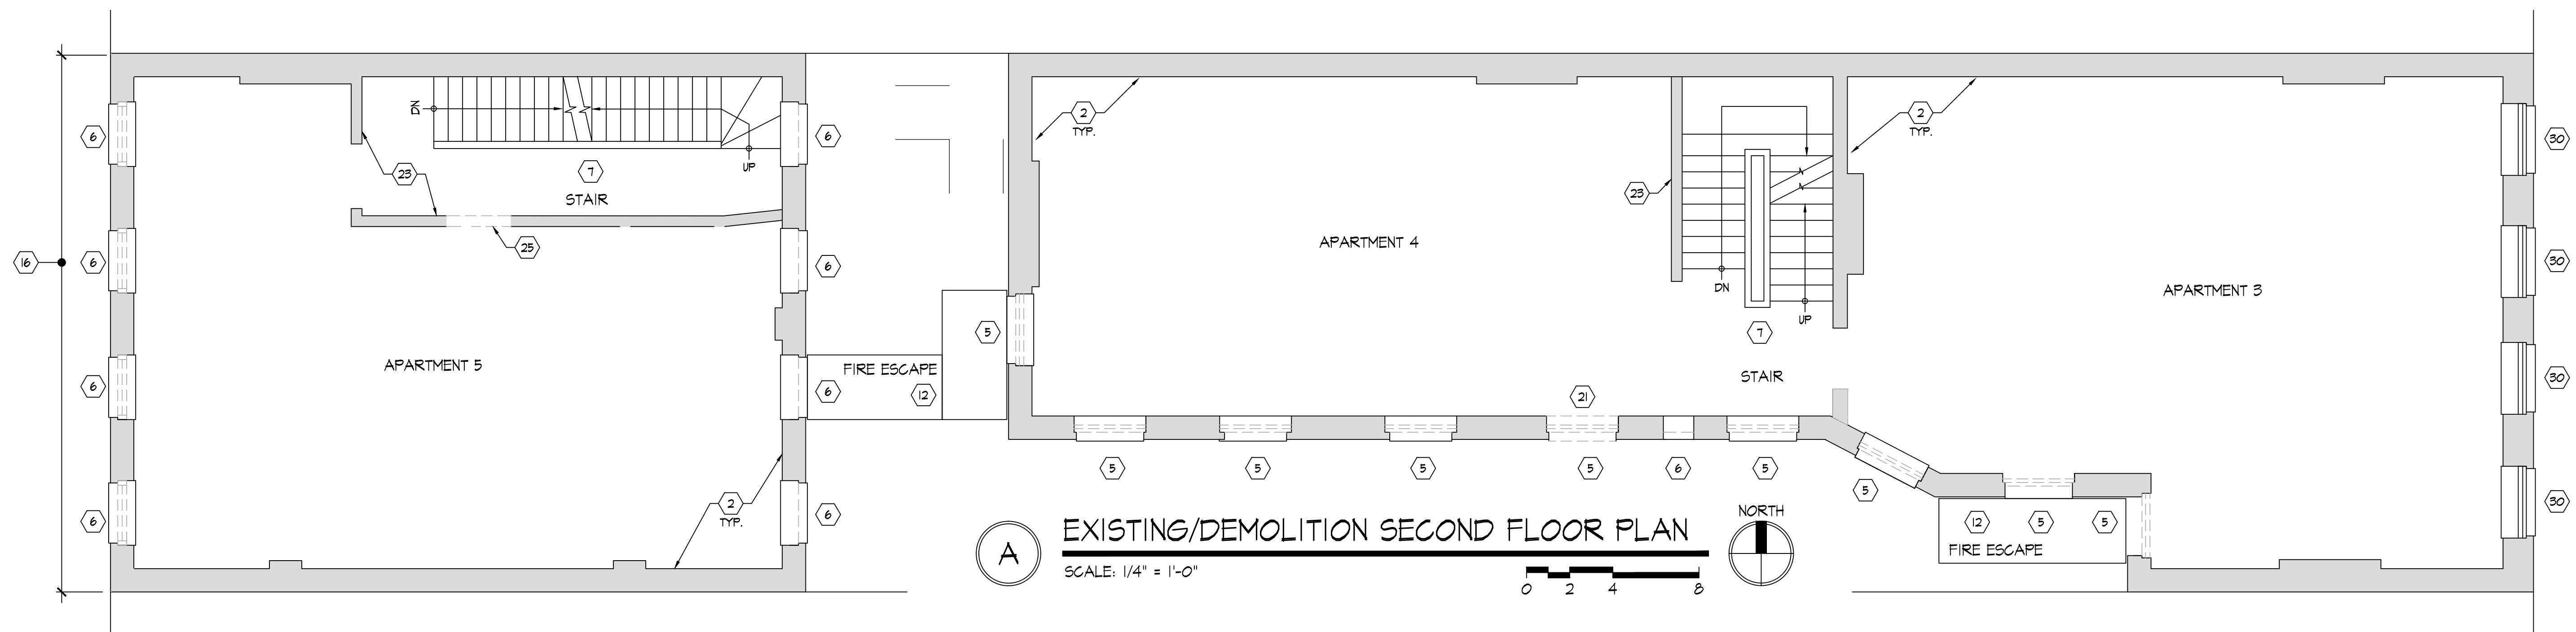 6
DN
7
STAIR
UP
6
2
TYP.
2
TYP.
30
23
23
25
16
6
6
APARTMENT 4
DN
UP
7
STAIR
APARTMENT 3
30
5
APARTMENT 5
FIRE ESCAPE
12
6
6
21
30
5
5
5
5
6
5
5
6
2
TYP.
6
A
EXISTING/DEMOLITION SECOND FLOOR PLAN
SCALE: 1/4" = 1'-0"
0 2 4 8
NORTH
12
5
5
FIRE ESCAPE
30